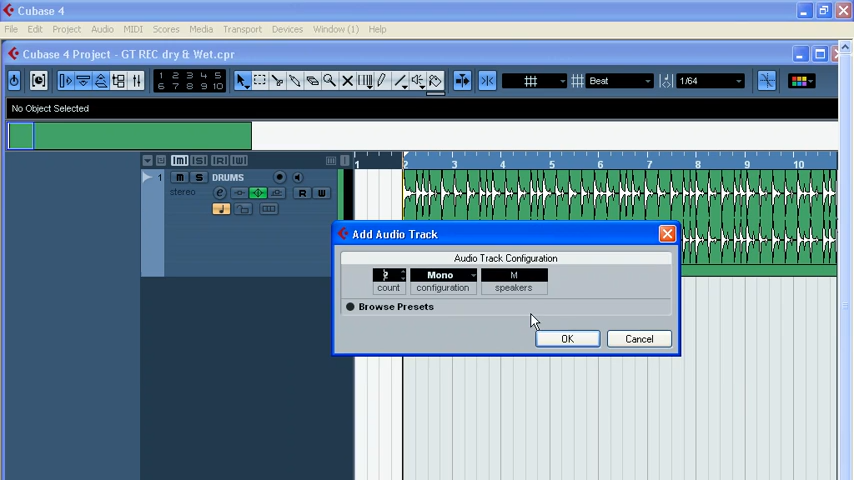 Cubase 4
File Edit Project Audio MIDI Scores Media Transport Devices Window (1) Help
Cubase 4 Project - GT REC dry & Wet.cpr
1 2 3 4 5
6 7 8 9 10
Beat
1/64
No Object Selected
[m] [S] [R] [W]
1 2 3 4 5 6 7 8 9 10
1 M S DRUMS
stereo e R W
Add Audio Track
Audio Track Configuration
Mono M
count configuration speakers
Browse Presets
OK Cancel